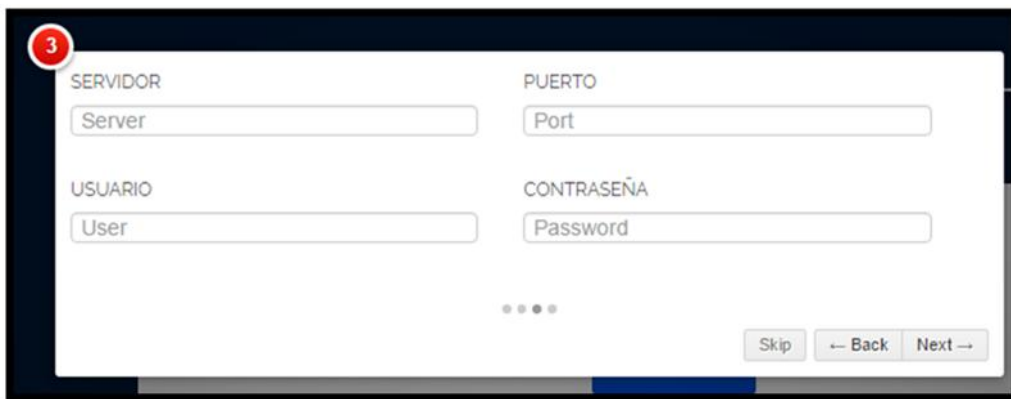 3
SERVIDOR PUERTO
Server Port
USUARIO CONTRASEÑA
User Password
Skip ← Back Next →